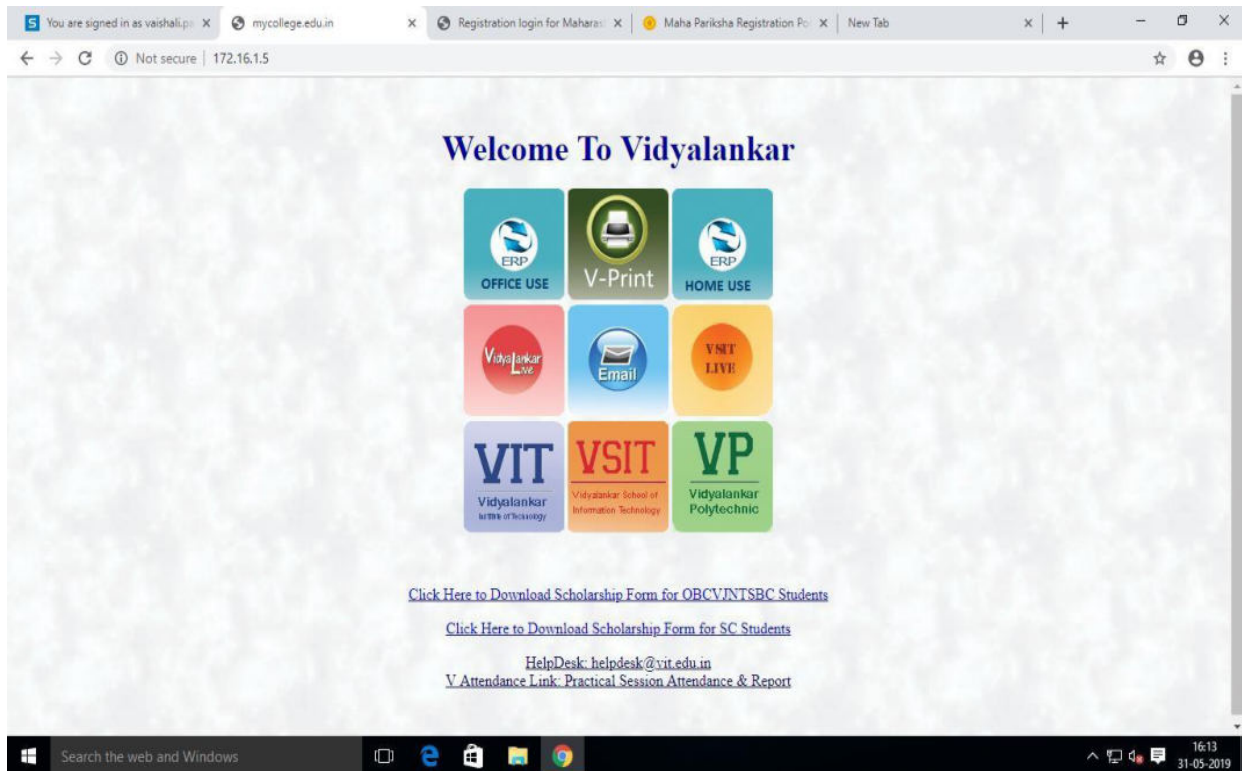 You are signed in as vaishali.pa
mycollege.edu.in
Registration login for Maharas
Maha Pariksha Registration Po
New Tab
Not secure | 172.16.1.5
Welcome To Vidyalankar
ERP
OFFICE USE
V-Print
ERP
HOME USE
Vidyalankar
Live
Email
VSIT
LIVE
VIT
Vidyalankar
Institute of Technology
VSIT
Vidyalankar School of
Information Technology
VP
Vidyalankar
Polytechnic
Click Here to Download Scholarship Form for OBCVJNTSBC Students
Click Here to Download Scholarship Form for SC Students
HelpDesk: helpdesk@vit.edu.in
V Attendance Link: Practical Session Attendance & Report
Search the web and Windows
16:13
31-05-2019